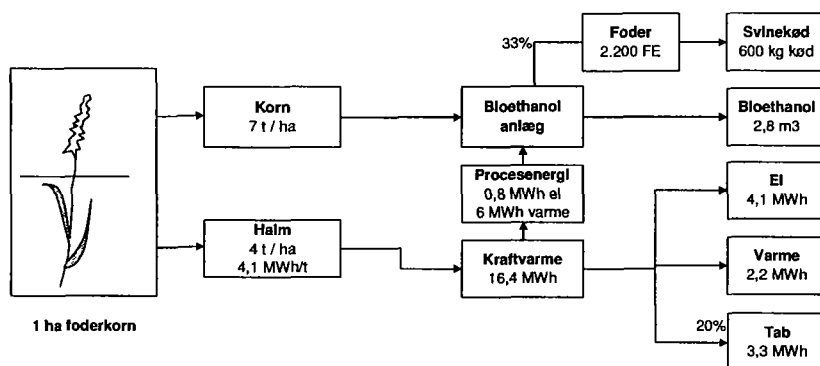 33%
Foder
2.200 FE
Svinekød
600 kg kød
Korn
7 t / ha
Bioethanol
anlæg
Bioethanol
2,8 m3
Procesenergi
0,8 MWh el
6 MWh varme
El
4,1 MWh
Halm
4 t / ha
4,1 MWh/t
Kraftvarme
16,4 MWh
Varme
2,2 MWh
20%
Tab
3,3 MWh
1 ha foderkorn